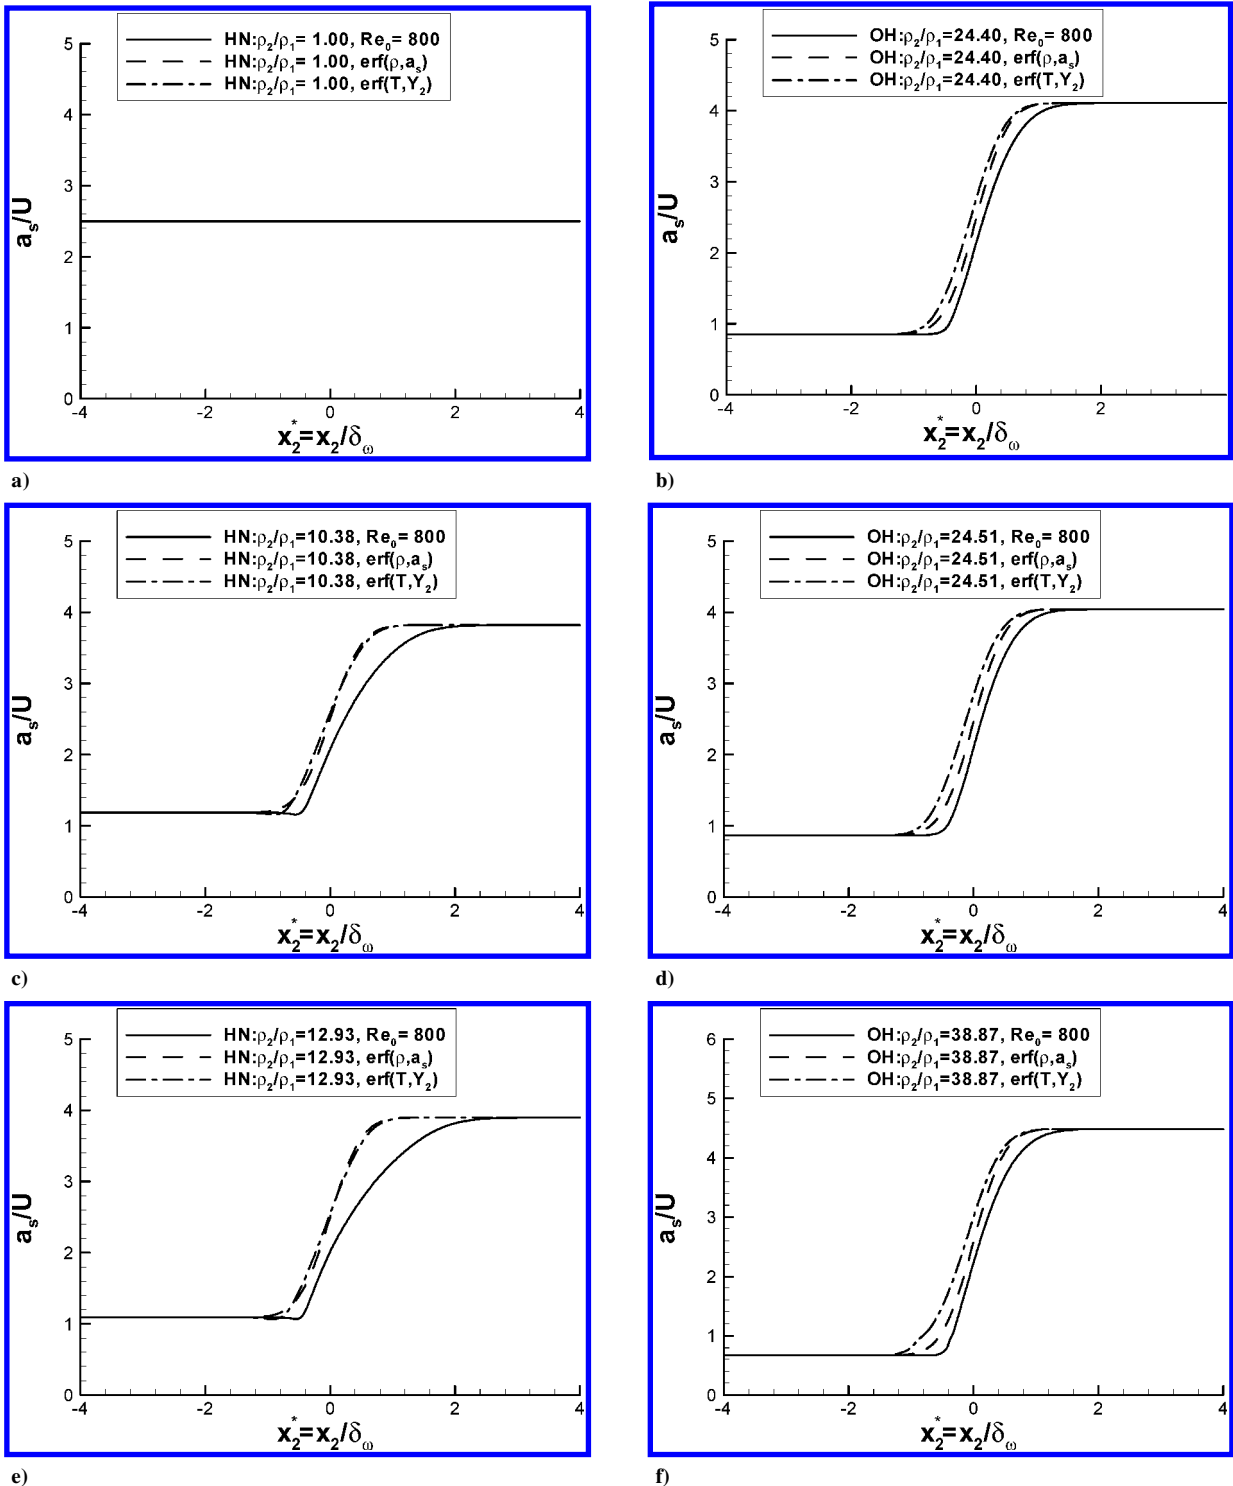 HN:ρ₂/ρ₁= 1.00, Re₀= 800
HN:ρ₂/ρ₁= 1.00, erf(ρ,aₛ)
HN:ρ₂/ρ₁= 1.00, erf(T,Y₂)
5
4
3
2
1
0
aₛ/U
-4 -2 0 2 4
x₂*=x₂/δ_ω
a)
OH:ρ₂/ρ₁=24.40, Re₀= 800
OH:ρ₂/ρ₁=24.40, erf(ρ,aₛ)
OH:ρ₂/ρ₁=24.40, erf(T,Y₂)
5
4
3
2
1
0
aₛ/U
-4 -2 0 2
x₂*=x₂/δ_ω
b)
HN:ρ₂/ρ₁=10.38, Re₀= 800
HN:ρ₂/ρ₁=10.38, erf(ρ,aₛ)
HN:ρ₂/ρ₁=10.38, erf(T,Y₂)
5
4
3
2
1
0
aₛ/U
-4 -2 0 2 4
x₂*=x₂/δ_ω
c)
OH:ρ₂/ρ₁=24.51, Re₀= 800
OH:ρ₂/ρ₁=24.51, erf(ρ,aₛ)
OH:ρ₂/ρ₁=24.51, erf(T,Y₂)
5
4
3
2
1
0
aₛ/U
-4 -2 0 2 4
x₂*=x₂/δ_ω
d)
HN:ρ₂/ρ₁=12.93, Re₀= 800
HN:ρ₂/ρ₁=12.93, erf(ρ,aₛ)
HN:ρ₂/ρ₁=12.93, erf(T,Y₂)
5
4
3
2
1
0
aₛ/U
-4 -2 0 2 4
x₂*=x₂/δ_ω
e)
OH:ρ₂/ρ₁=38.87, Re₀= 800
OH:ρ₂/ρ₁=38.87, erf(ρ,aₛ)
OH:ρ₂/ρ₁=38.87, erf(T,Y₂)
6
5
4
3
2
1
0
aₛ/U
-4 -2 0 2 4
x₂*=x₂/δ_ω
f)